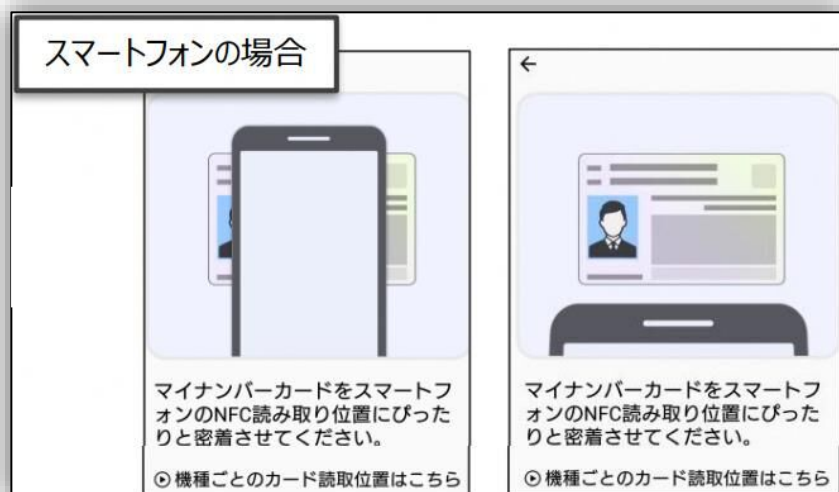 スマートフォンの場合
←
マイナンバーカードをスマートフ
ォンのNFC読み取り位置にぴった
りと密着させてください。
機種ごとのカード読取位置はこちら
マイナンバーカードをスマートフ
ォンのNFC読み取り位置にぴった
りと密着させてください。
機種ごとのカード読取位置はこちら